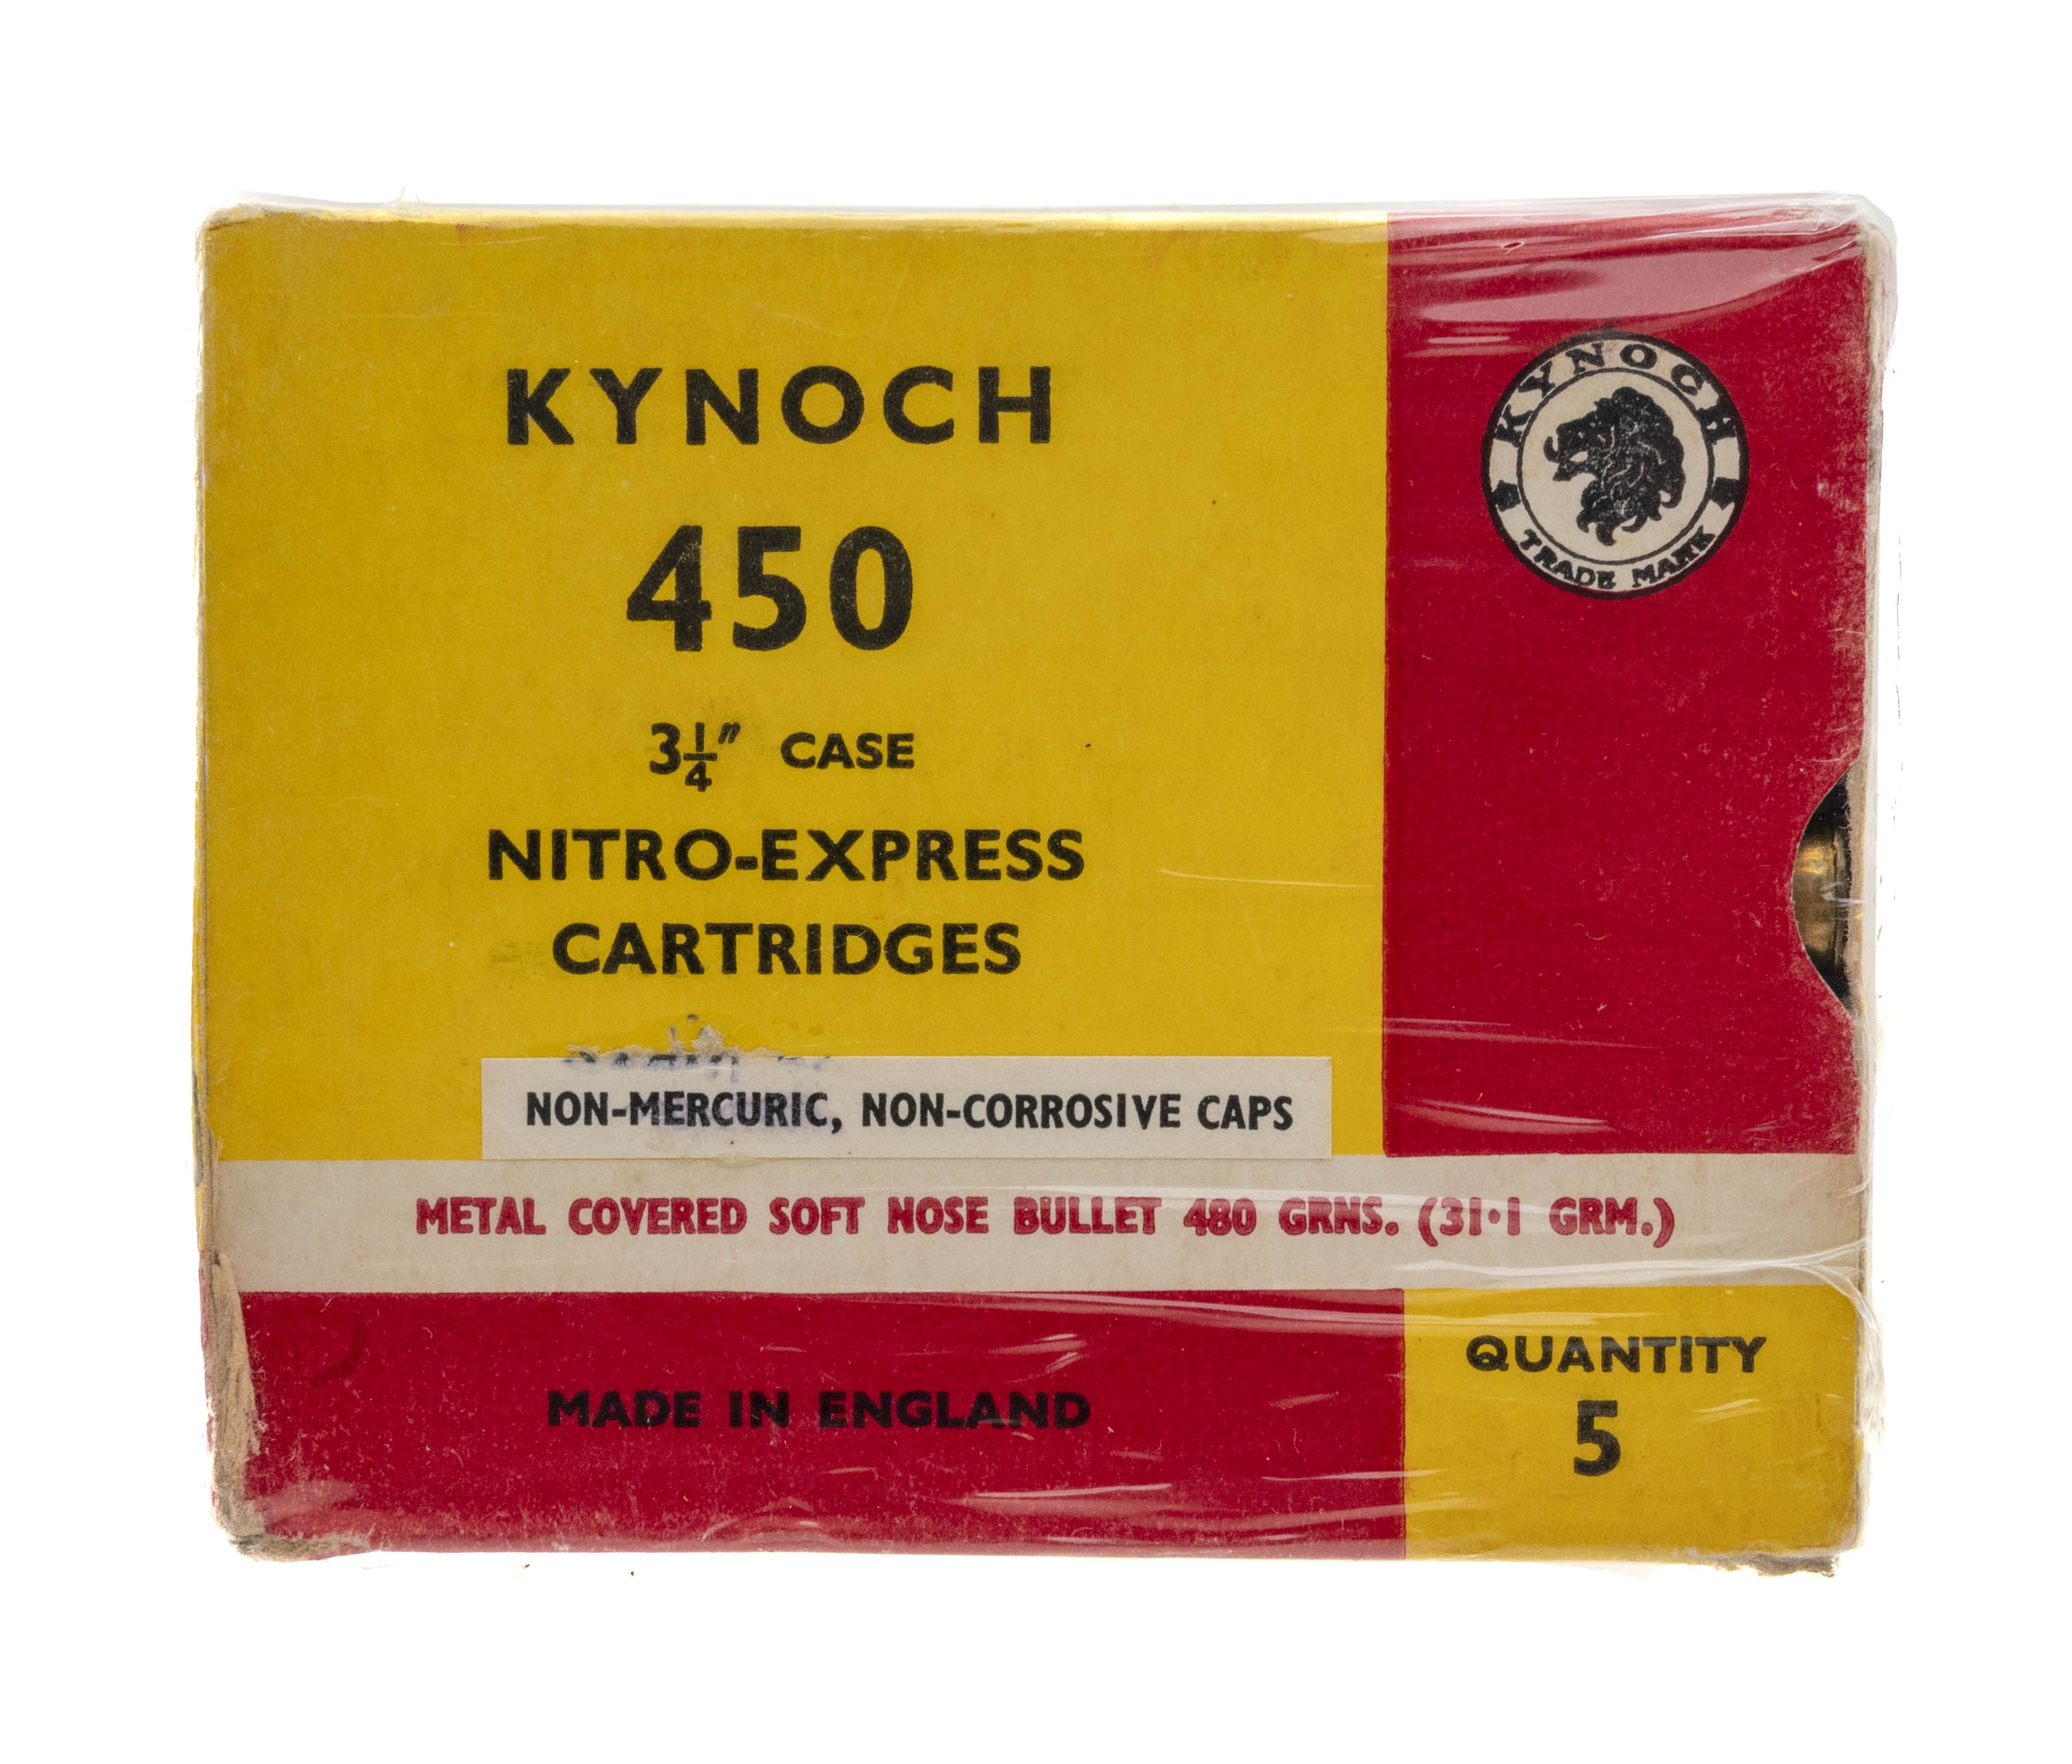 KYNOCH
450
3¼" CASE
NITRO-EXPRESS
CARTRIDGES
NON-MERCURIC, NON-CORROSIVE CAPS
METAL COVERED SOFT NOSE BULLET 480 GRNS. (31·1 GRM.)
MADE IN ENGLAND
QUANTITY
5
KYNOCH
TRADE MARK